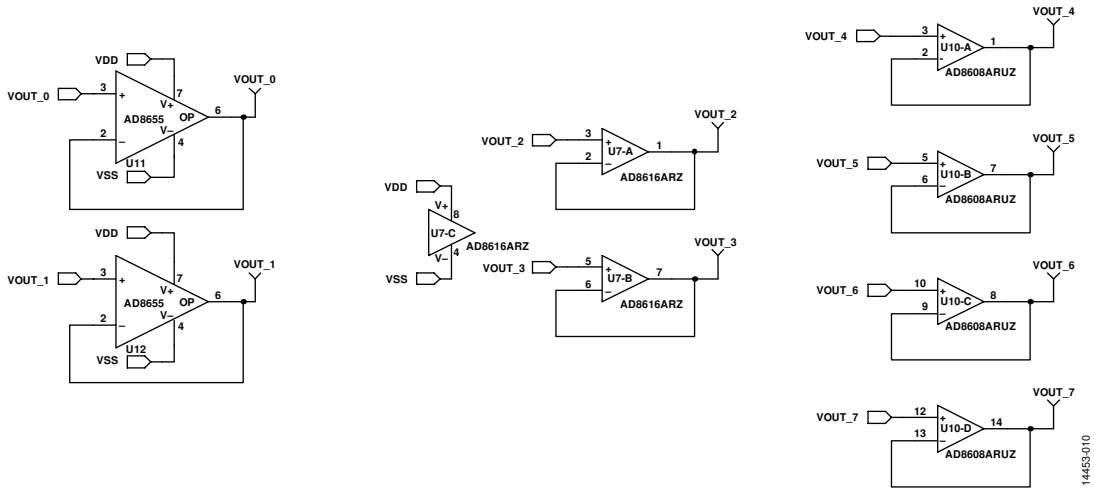 VDD
VOUT_0
3
+
7
V+
AD8655
OP
6
VOUT_0
2
–
V–
4
U11
VSS
VDD
VOUT_1
3
+
7
V+
AD8655
OP
6
VOUT_1
2
–
V–
4
U12
VSS
VDD
V+
8
U7-C
AD8616ARZ
V–
4
VSS
VOUT_2
3
+
2
–
U7-A
1
AD8616ARZ
VOUT_2
VOUT_3
5
+
6
–
U7-B
7
AD8616ARZ
VOUT_3
VOUT_4
3
+
2
-
U10-A
1
AD8608ARUZ
VOUT_4
VOUT_5
5
+
6
–
U10-B
7
AD8608ARUZ
VOUT_5
VOUT_6
10
+
9
–
U10-C
8
AD8608ARUZ
VOUT_6
VOUT_7
12
+
13
–
U10-D
14
AD8608ARUZ
VOUT_7
14453-010